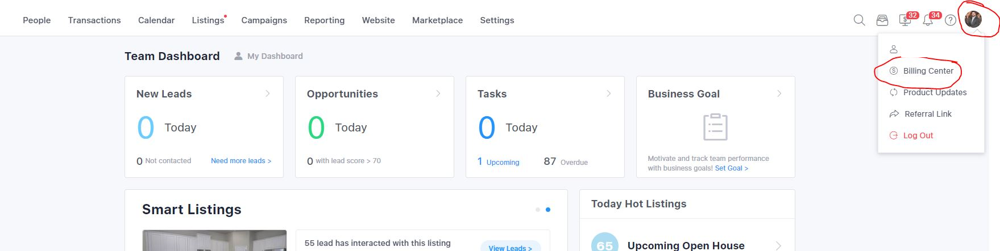 People Transactions Calendar Listings Campaigns Reporting Website Marketplace Settings 32 34 ?
Team Dashboard My Dashboard
Billing Center
Product Updates
Referral Link
Log Out
New Leads
0 Today
0 Not contacted Need more leads >
Opportunities
0 Today
0 with lead score > 70
Tasks
0 Today
1 Upcoming 87 Overdue
Business Goal
Motivate and track team performance
with business goals! Set Goal >
Smart Listings
55 lead has interacted with this listing
View Leads >
Today Hot Listings
65 Upcoming Open House